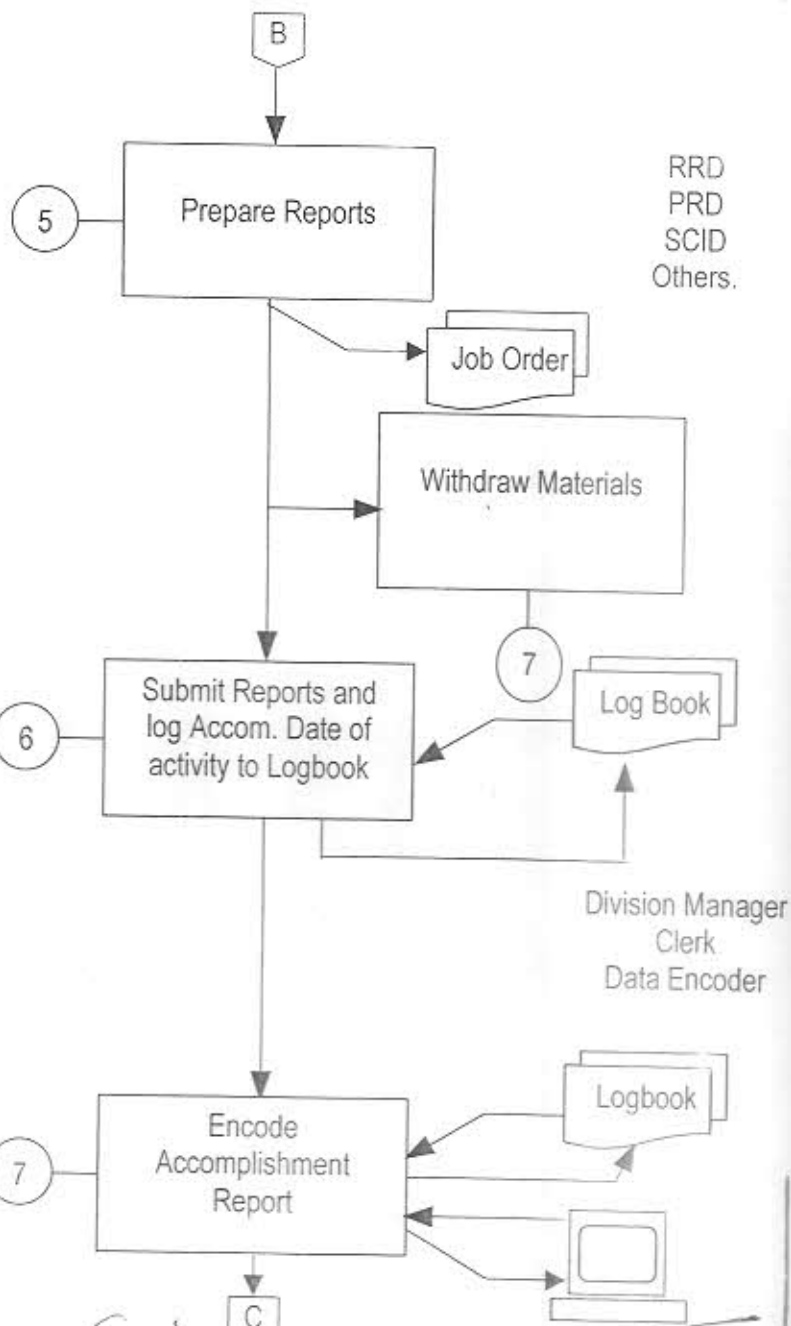 B
5
Prepare Reports
RRD
PRD
SCID
Others.
Job Order
Withdraw Materials
7
6
Submit Reports and
log Accom. Date of
activity to Logbook
Log Book
Division Manager
Clerk
Data Encoder
7
Encode
Accomplishment
Report
Logbook
C